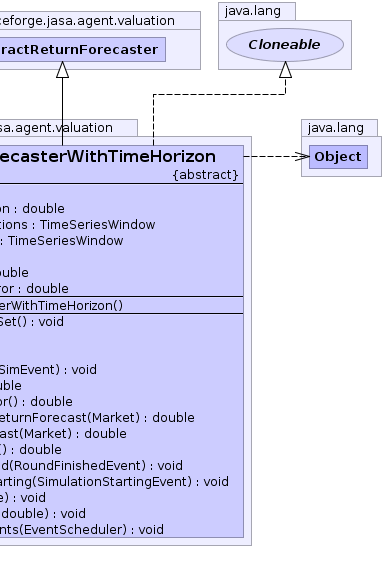 ceforge.jasa.agent.valuation
java.lang
ractReturnForecaster
Cloneable
sa.agent.valuation
java.lang
ecasterWithTimeHorizon
Object
{abstract}
on : double
tions : TimeSeriesWindow
: TimeSeriesWindow
ouble
ror : double
erWithTimeHorizon()
Set() : void
SimEvent) : void
uble
or() : double
eturnForecast(Market) : double
ast(Market) : double
() : double
d(RoundFinishedEvent) : void
arting(SimulationStartingEvent) : void
e) : void
double) : void
nts(EventScheduler) : void